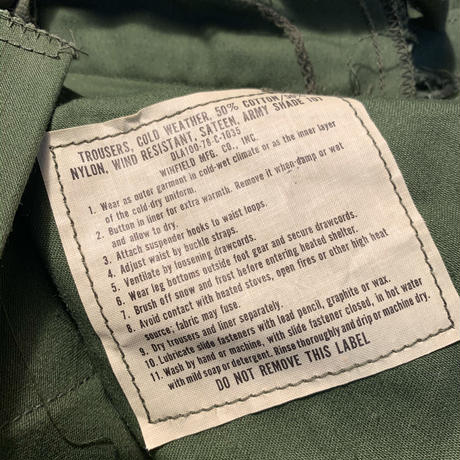 TROUSERS, COLD WEATHER, 50% COTTON/50%
NYLON, WIND RESISTANT, SATEEN, ARMY SHADE 107
DLA100-78-C-1035
WINFIELD MFG. CO., INC.
1. Wear as outer garment in cold-wet climate or as the inner layer
of the cold-dry uniform.
2. Button in liner for extra warmth. Remove it when damp or wet
and allow to dry.
3. Attach suspender hooks to waist loops.
4. Adjust waist by buckle straps.
5. Ventilate by loosening drawcords.
6. Wear leg bottoms outside foot gear and secure drawcords.
7. Brush off snow and frost before entering heated shelter.
8. Avoid contact with heated stoves, open fires or other high heat
source; fabric may fuse.
9. Dry trousers and liner separately.
10. Lubricate slide fasteners with lead pencil, graphite or wax.
11. Wash by hand or machine, with slide fastener closed, in hot water
with mild soap or detergent. Rinse thoroughly and drip or machine dry.
DO NOT REMOVE THIS LABEL